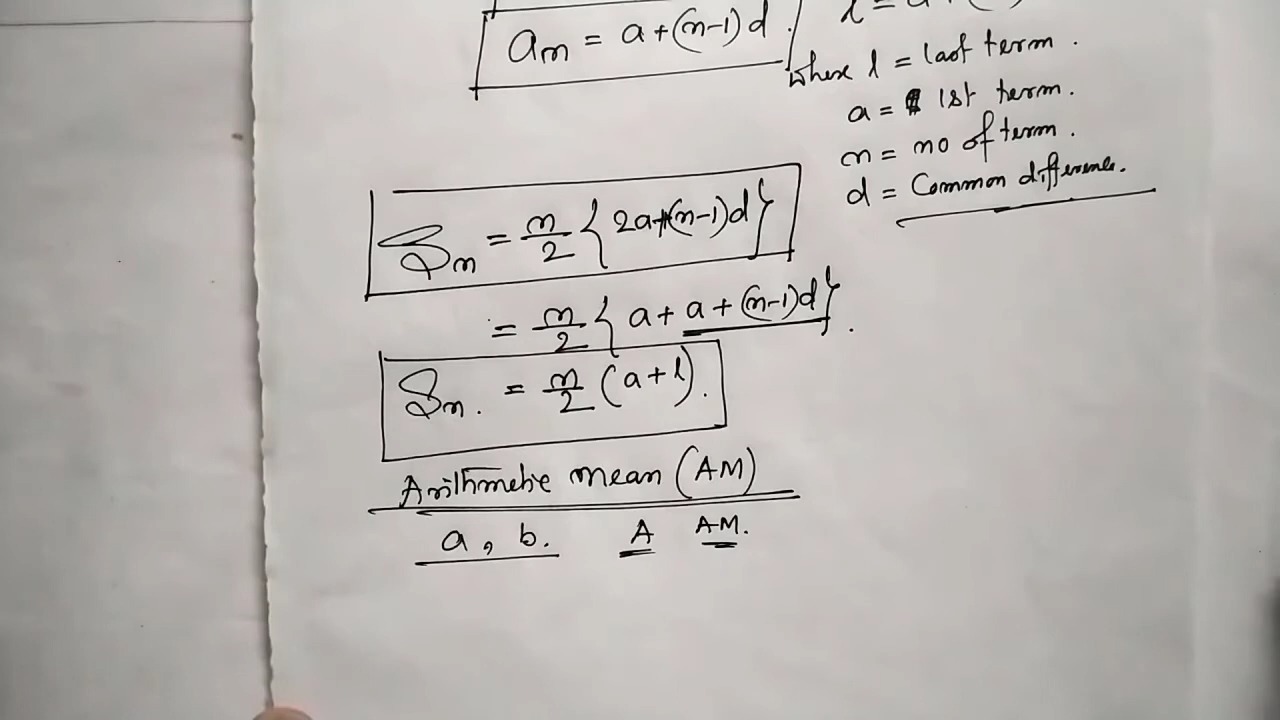 aₙ = a+(n-1)d.
l = a+(
where l = last term.
a = 1st term.
n = no of term.
d = Common difference.
Sₙ = n/2 { 2a+(n-1)d}
= n/2 { a + a + (n-1)d}.
Sₙ. = n/2 (a+l).
Arithmetic mean (AM)
a, b. A AM.